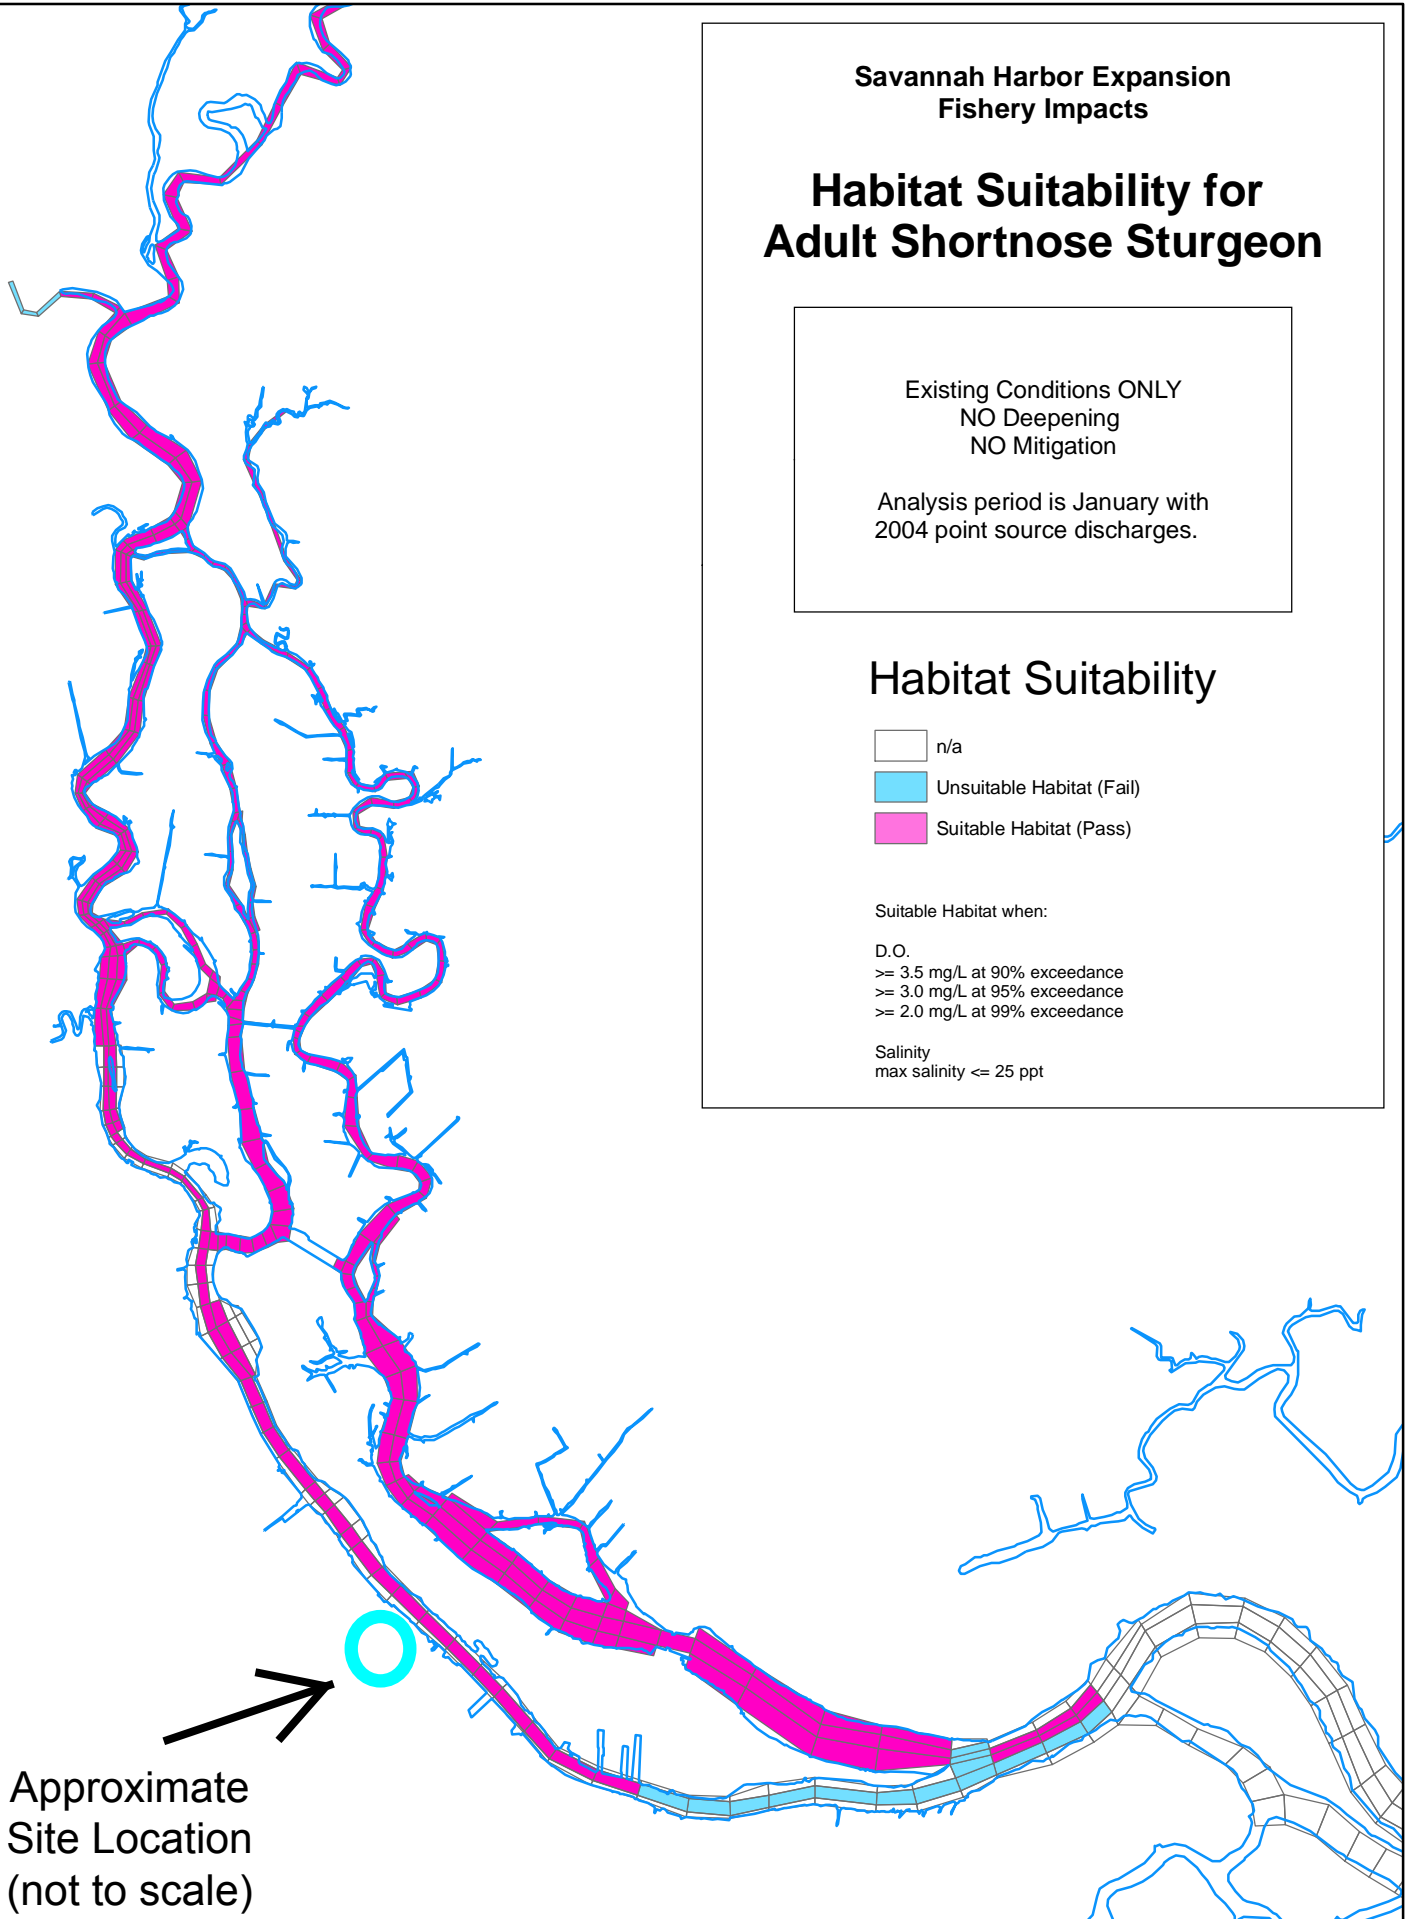 Savannah Harbor Expansion
Fishery Impacts
Habitat Suitability for
Adult Shortnose Sturgeon
Existing Conditions ONLY
NO Deepening
NO Mitigation
Analysis period is January with
2004 point source discharges.
Habitat Suitability
n/a
Unsuitable Habitat (Fail)
Suitable Habitat (Pass)
Suitable Habitat when:
D.O.
>= 3.5 mg/L at 90% exceedance
>= 3.0 mg/L at 95% exceedance
>= 2.0 mg/L at 99% exceedance
Salinity
max salinity <= 25 ppt
Approximate
Site Location
(not to scale)